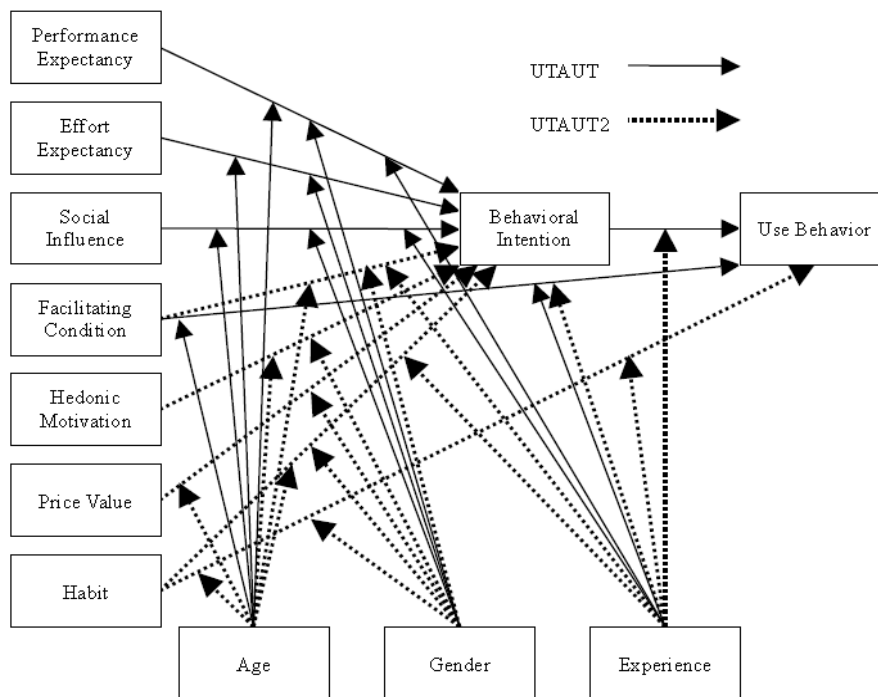 Performance
Expectancy
UTAUT
Effort
Expectancy
UTAUT2
Social
Influence
Behavioral
Intention
Use Behavior
Facilitating
Condition
Hedonic
Motivation
Price Value
Habit
Age
Gender
Experience